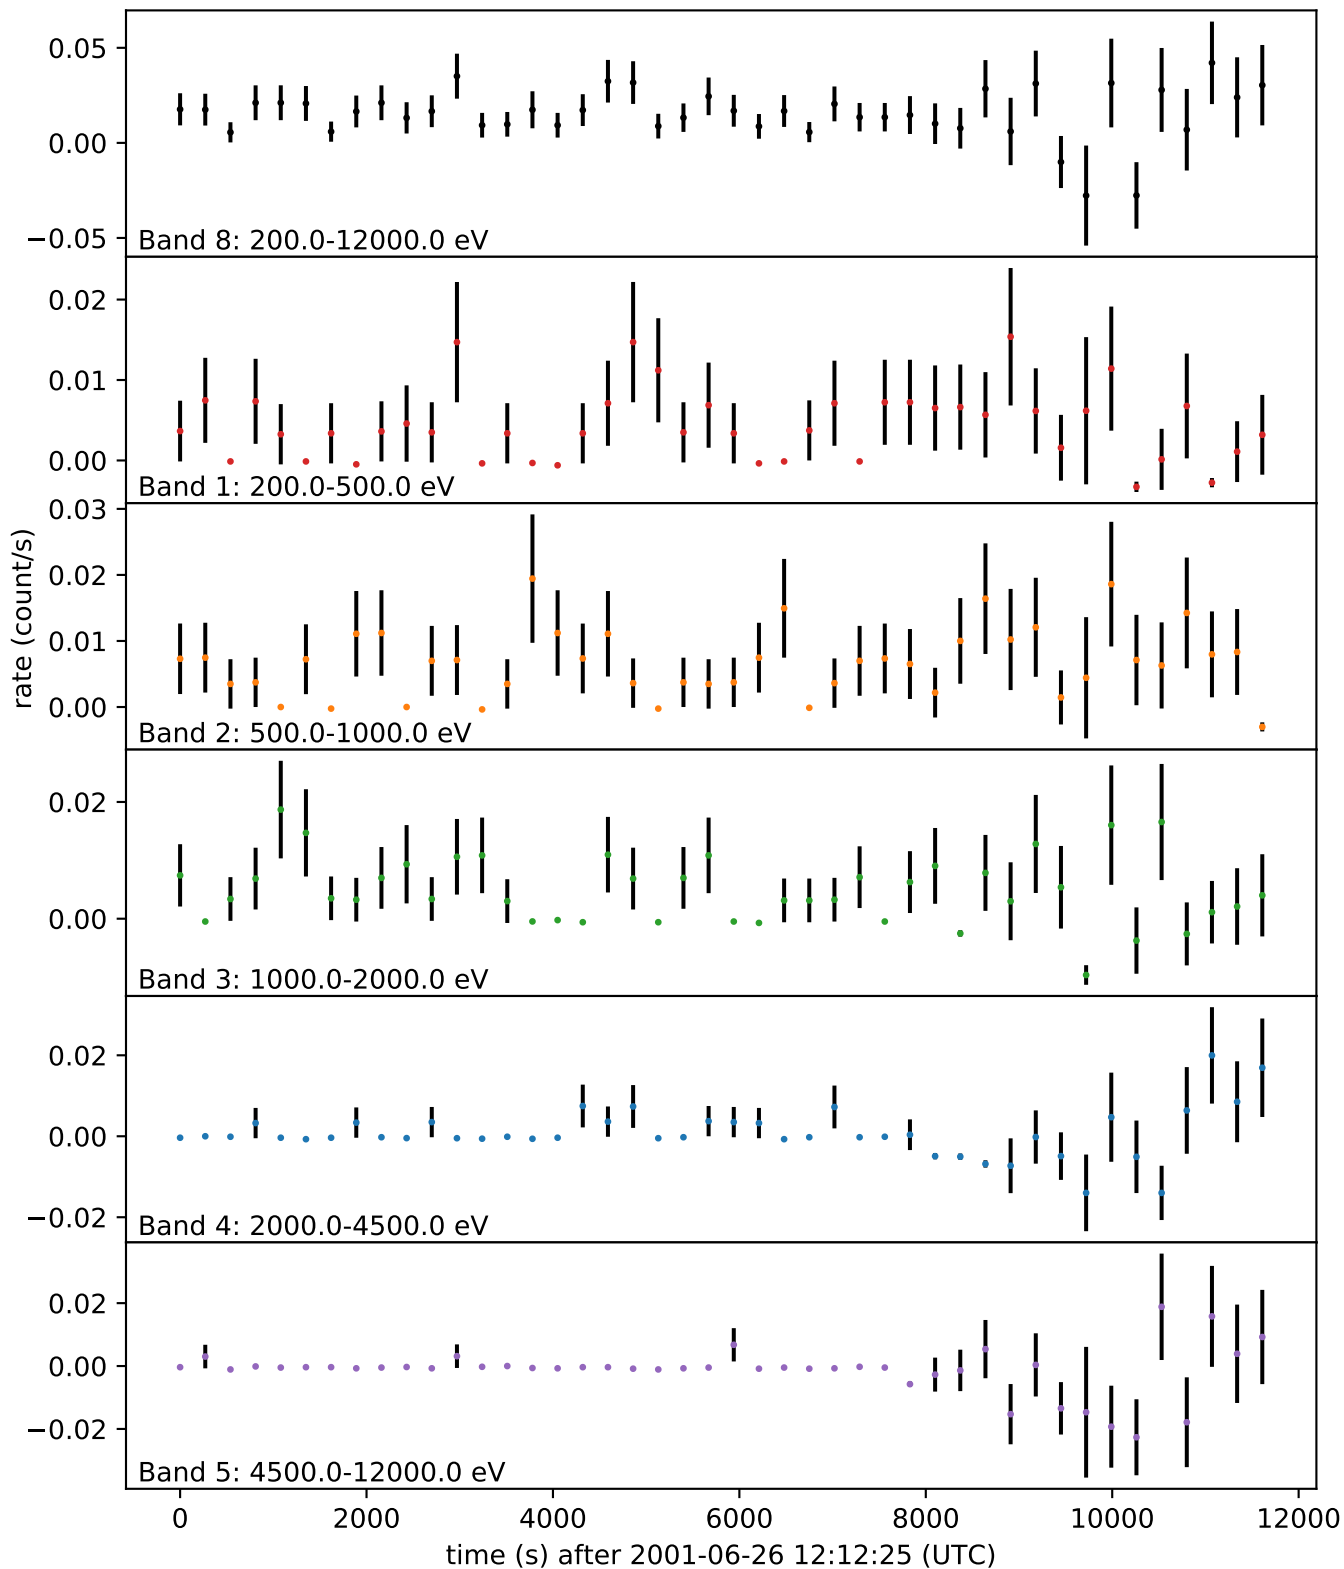 0.05
0.00
−0.05
Band 8: 200.0-12000.0 eV
0.02
0.01
0.00
Band 1: 200.0-500.0 eV
rate (count/s)
0.03
0.02
0.01
0.00
Band 2: 500.0-1000.0 eV
0.02
0.00
Band 3: 1000.0-2000.0 eV
0.02
0.00
−0.02
Band 4: 2000.0-4500.0 eV
0.02
0.00
−0.02
Band 5: 4500.0-12000.0 eV
0 2000 4000 6000 8000 10000 12000
time (s) after 2001-06-26 12:12:25 (UTC)